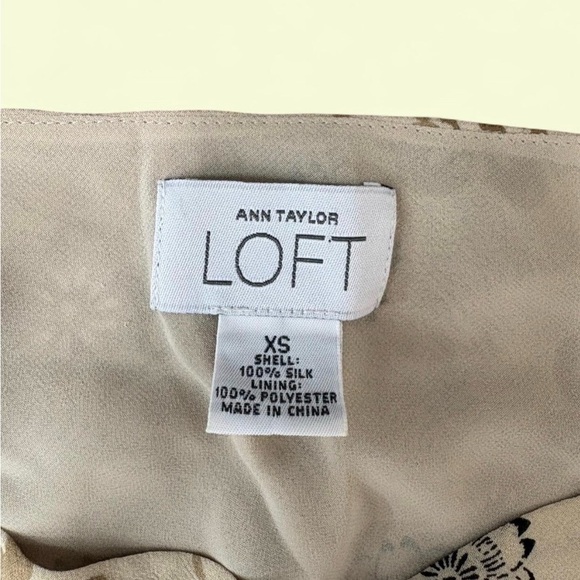 ANN TAYLOR
LOFT
XS
SHELL:
100% SILK
LINING:
100% POLYESTER
MADE IN CHINA